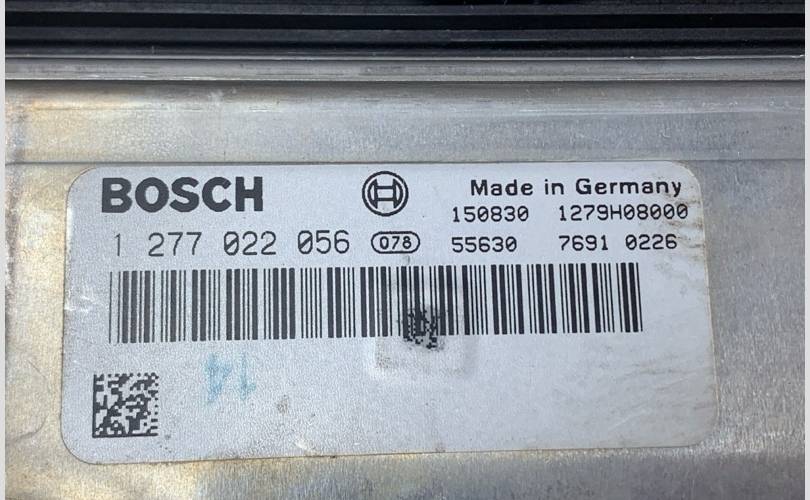 BOSCH
Made in Germany
150830 1279H08000
1 277 022 056 078
55630 7691 0226
14